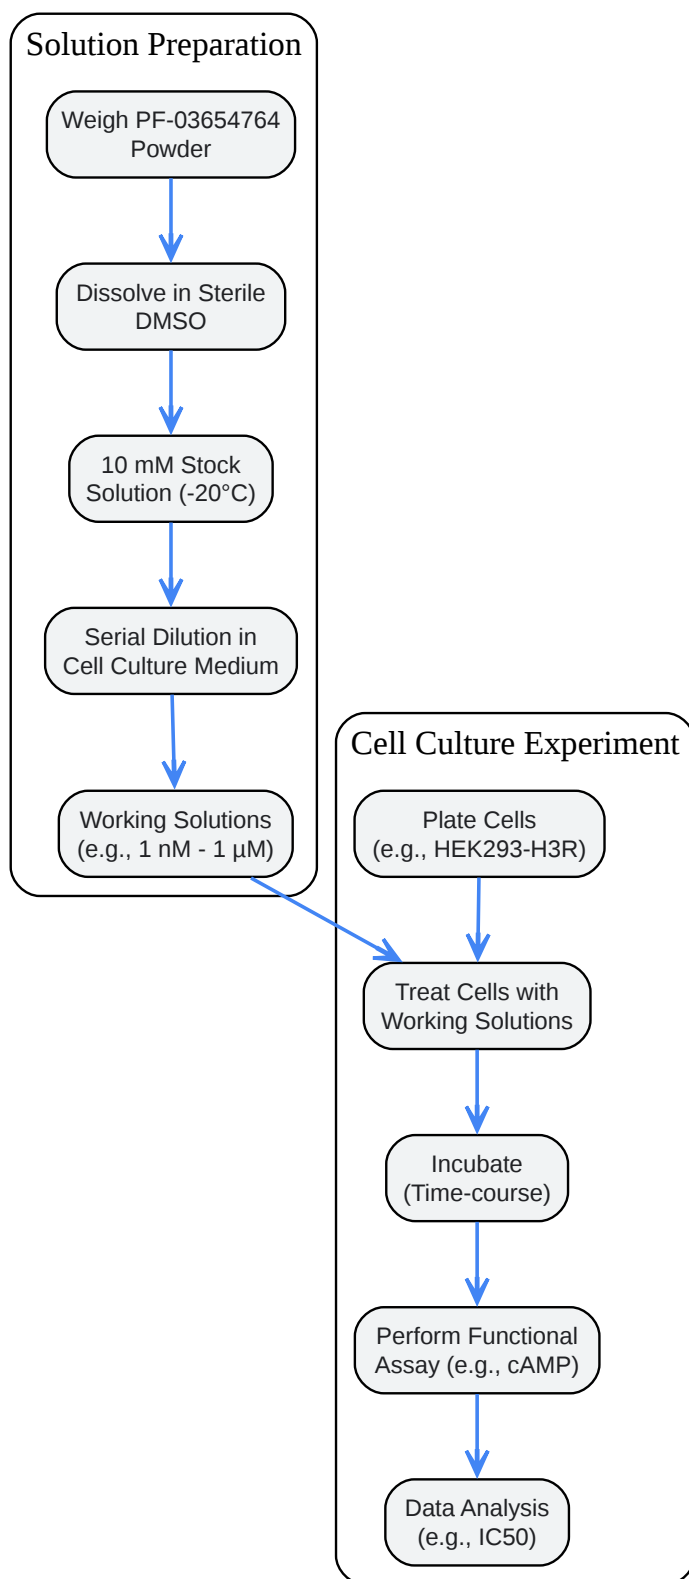 Solution Preparation
Weigh PF-03654764
Powder
Dissolve in Sterile
DMSO
10 mM Stock
Solution (-20°C)
Serial Dilution in
Cell Culture Medium
Working Solutions
(e.g., 1 nM - 1 µM)
Cell Culture Experiment
Plate Cells
(e.g., HEK293-H3R)
Treat Cells with
Working Solutions
Incubate
(Time-course)
Perform Functional
Assay (e.g., cAMP)
Data Analysis
(e.g., IC50)